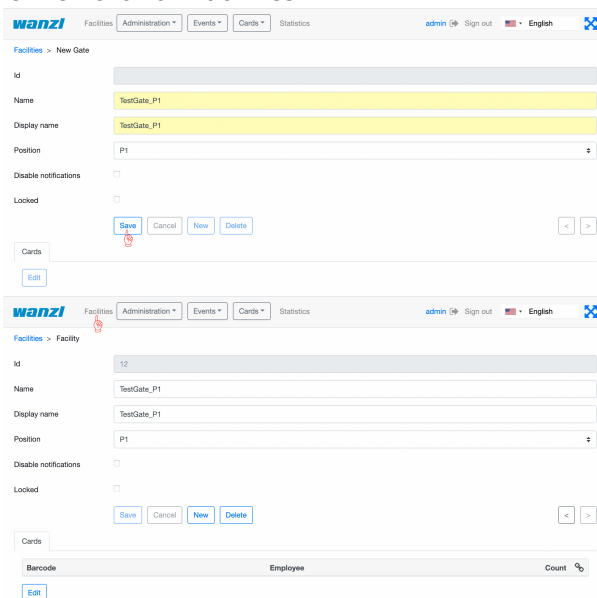 wanzl Facilities Administration Events Cards Statistics admin Sign out English
Facilities > New Gate
Id
Name TestGate_P1
Display name TestGate_P1
Position P1
Disable notifications
Locked
Save Cancel New Delete < >
Cards
Edit
wanzl Facilities Administration Events Cards Statistics admin Sign out English
Facilities > Facility
Id 12
Name TestGate_P1
Display name TestGate_P1
Position P1
Disable notifications
Locked
Save Cancel New Delete < >
Cards
Barcode Employee Count
Edit